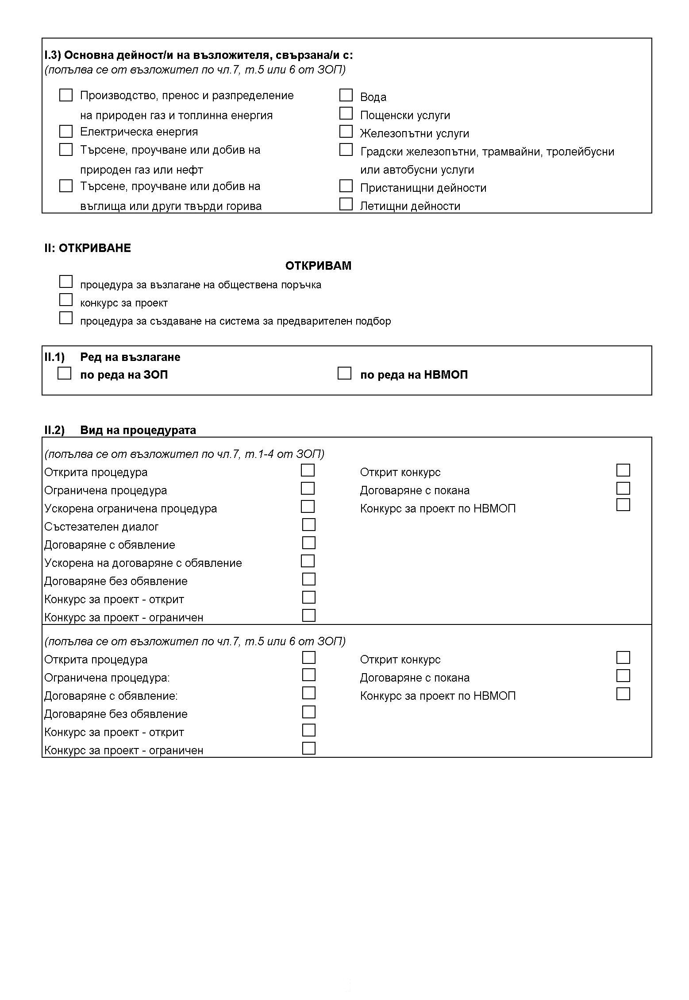 I.3) Основна дейност/и на възложителя, свързана/и с:
(попълва се от възложител по чл.7, т.5 или 6 от ЗОП)
Производство, пренос и разпределение
на природен газ и топлинна енергия
Електрическа енергия
Търсене, проучване или добив на
природен газ или нефт
Търсене, проучване или добив на
въглища или други твърди горива
Вода
Пощенски услуги
Железопътни услуги
Градски железопътни, трамвайни, тролейбусни
или автобусни услуги
Пристанищни дейности
Летищни дейности
II: ОТКРИВАНЕ
ОТКРИВАМ
процедура за възлагане на обществена поръчка
конкурс за проект
процедура за създаване на система за предварителен подбор
II.1) Ред на възлагане
по реда на ЗОП
по реда на НВМОП
II.2) Вид на процедурата
(попълва се от възложител по чл.7, т.1-4 от ЗОП)
Открита процедура
Ограничена процедура
Ускорена ограничена процедура
Състезателен диалог
Договаряне с обявление
Ускорена на договаряне с обявление
Договаряне без обявление
Конкурс за проект - открит
Конкурс за проект - ограничен
Открит конкурс
Договаряне с покана
Конкурс за проект по НВМОП
(попълва се от възложител по чл.7, т.5 или 6 от ЗОП)
Открита процедура
Ограничена процедура:
Договаряне с обявление:
Договаряне без обявление
Конкурс за проект - открит
Конкурс за проект - ограничен
Открит конкурс
Договаряне с покана
Конкурс за проект по НВМОП